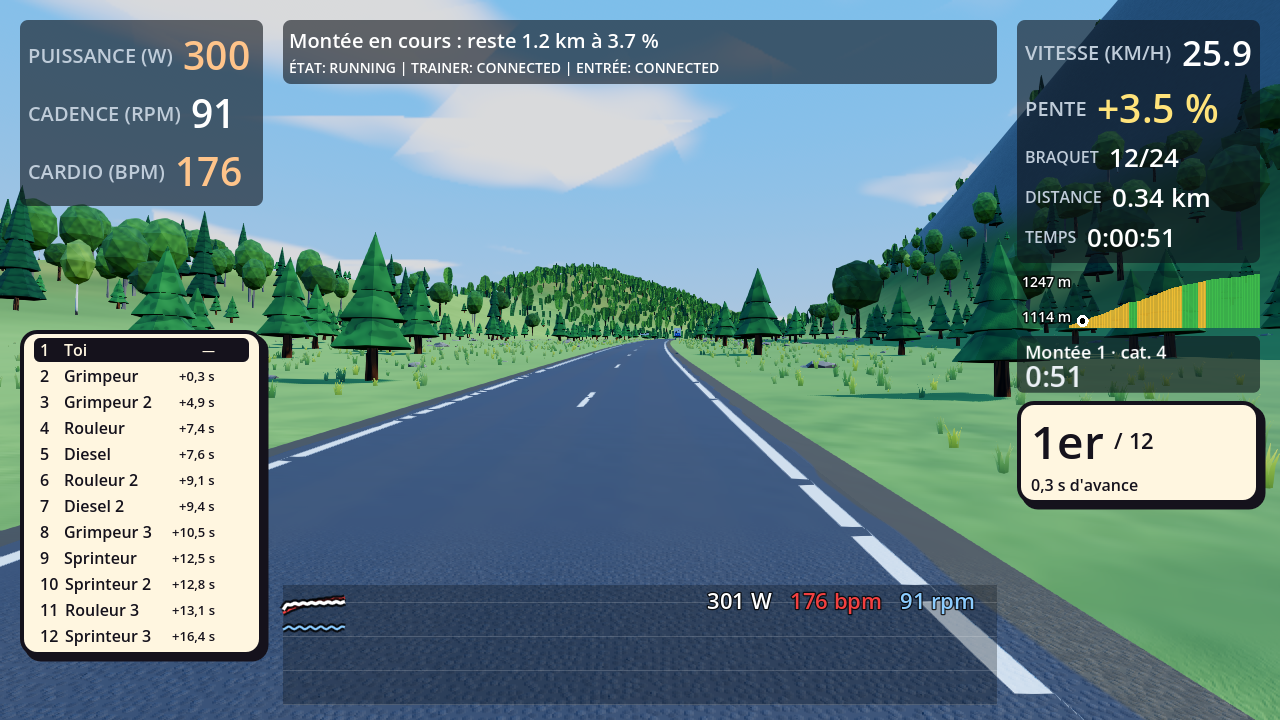 PUISSANCE (W) 300
CADENCE (RPM) 91
CARDIO (BPM) 176
Montée en cours : reste 1.2 km à 3.7 %
ÉTAT: RUNNING | TRAINER: CONNECTED | ENTRÉE: CONNECTED
VITESSE (KM/H) 25.9
PENTE +3.5 %
BRAQUET 12/24
DISTANCE 0.34 km
TEMPS 0:00:51
1247 m
1114 m
Montée 1 · cat. 4
0:51
1er / 12
0,3 s d'avance
1 Toi —
2 Grimpeur +0,3 s
3 Grimpeur 2 +4,9 s
4 Rouleur +7,4 s
5 Diesel +7,6 s
6 Rouleur 2 +9,1 s
7 Diesel 2 +9,4 s
8 Grimpeur 3 +10,5 s
9 Sprinteur +12,5 s
10 Sprinteur 2 +12,8 s
11 Rouleur 3 +13,1 s
12 Sprinteur 3 +16,4 s
301 W 176 bpm 91 rpm